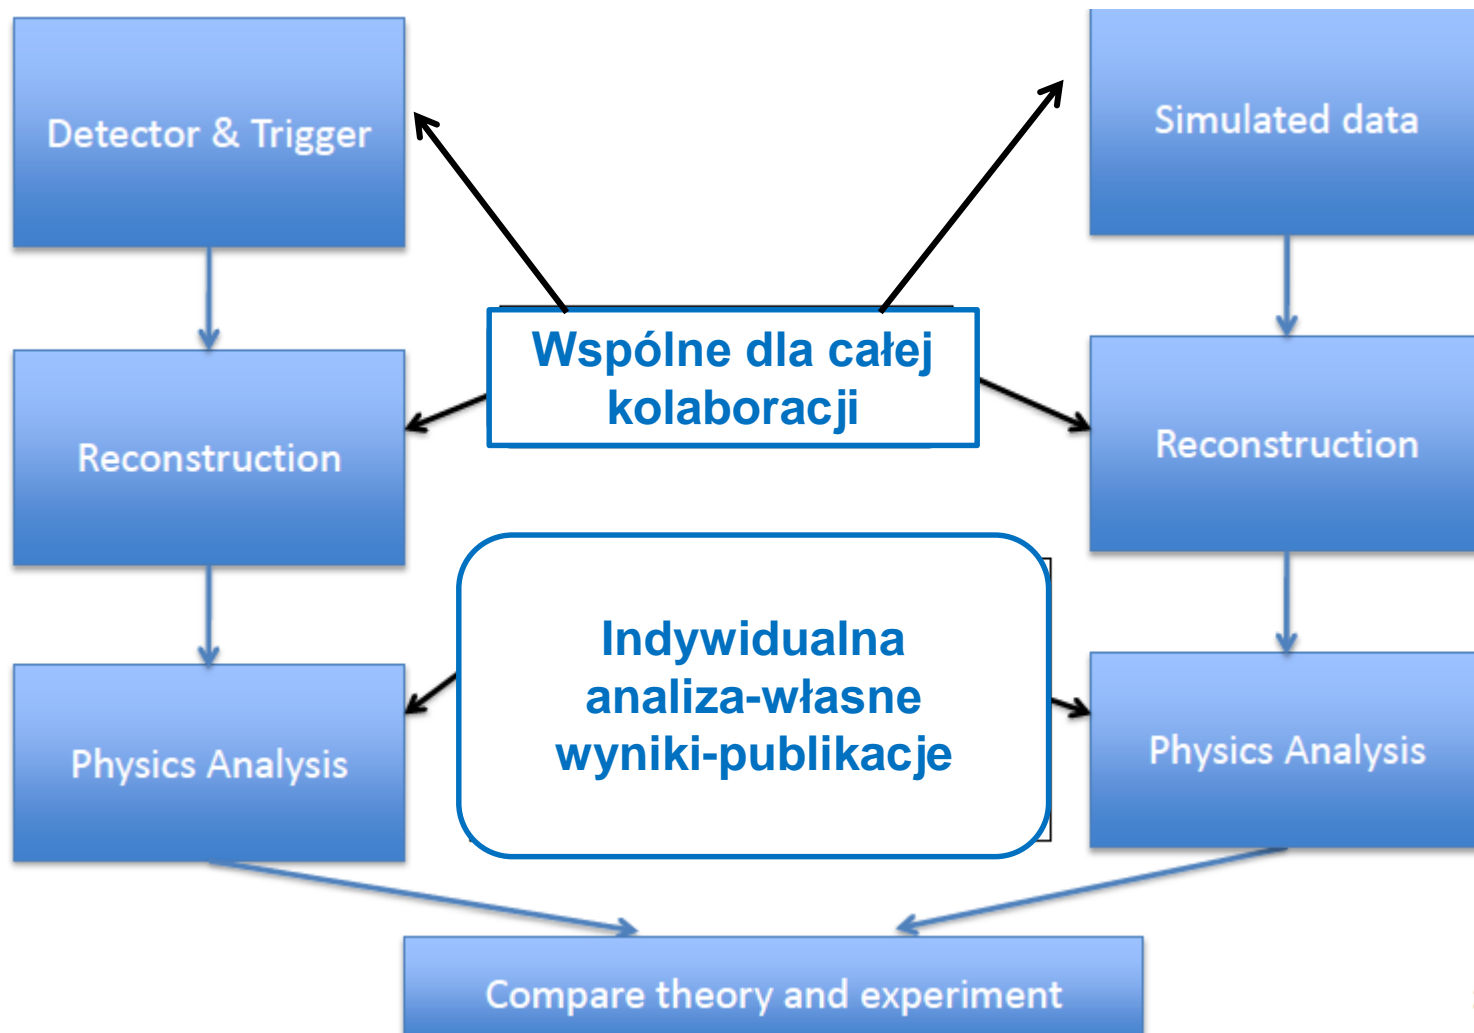 Detector & Trigger
Simulated data
Wspólne dla całej
kolaboracji
Reconstruction
Reconstruction
Indywidualna
analiza-własne
wyniki-publikacje
Physics Analysis
Physics Analysis
Compare theory and experiment